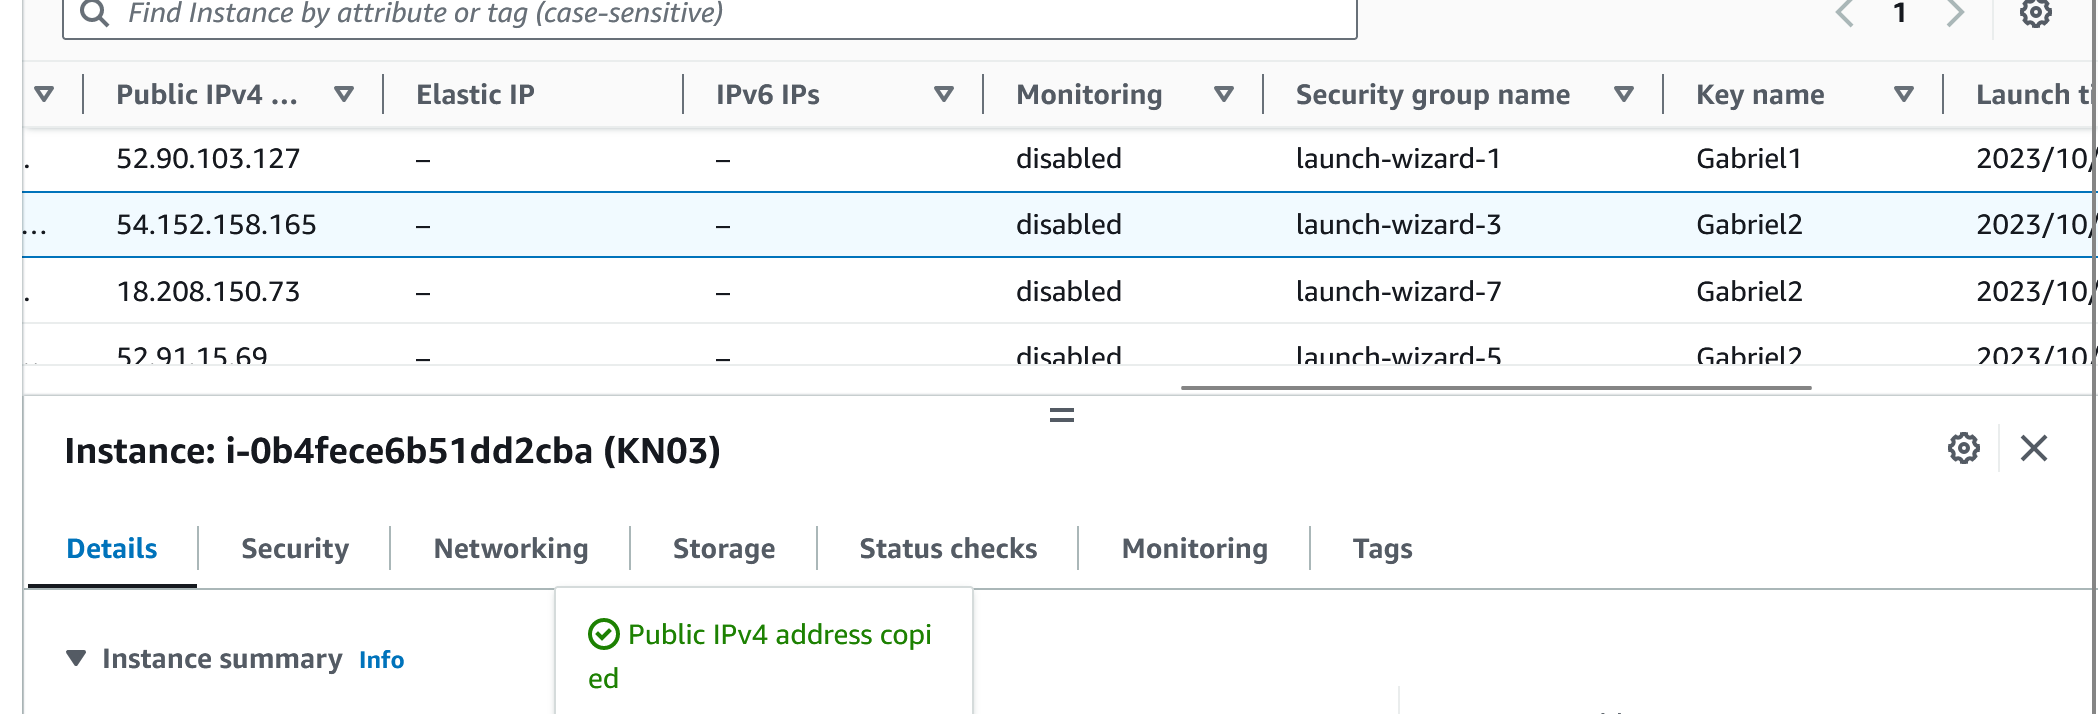 Find Instance by attribute or tag (case-sensitive) 1
Public IPv4 ... Elastic IP IPv6 IPs Monitoring Security group name Key name Launch ti
. 52.90.103.127 – – disabled launch-wizard-1 Gabriel1 2023/10/
... 54.152.158.165 – – disabled launch-wizard-3 Gabriel2 2023/10/
. 18.208.150.73 – – disabled launch-wizard-7 Gabriel2 2023/10/
.. 52.91.15.69 – – disabled launch-wizard-5 Gabriel2 2023/10/
Instance: i-0b4fece6b51dd2cba (KN03)
Details Security Networking Storage Status checks Monitoring Tags
Public IPv4 address copi
ed
Instance summary Info